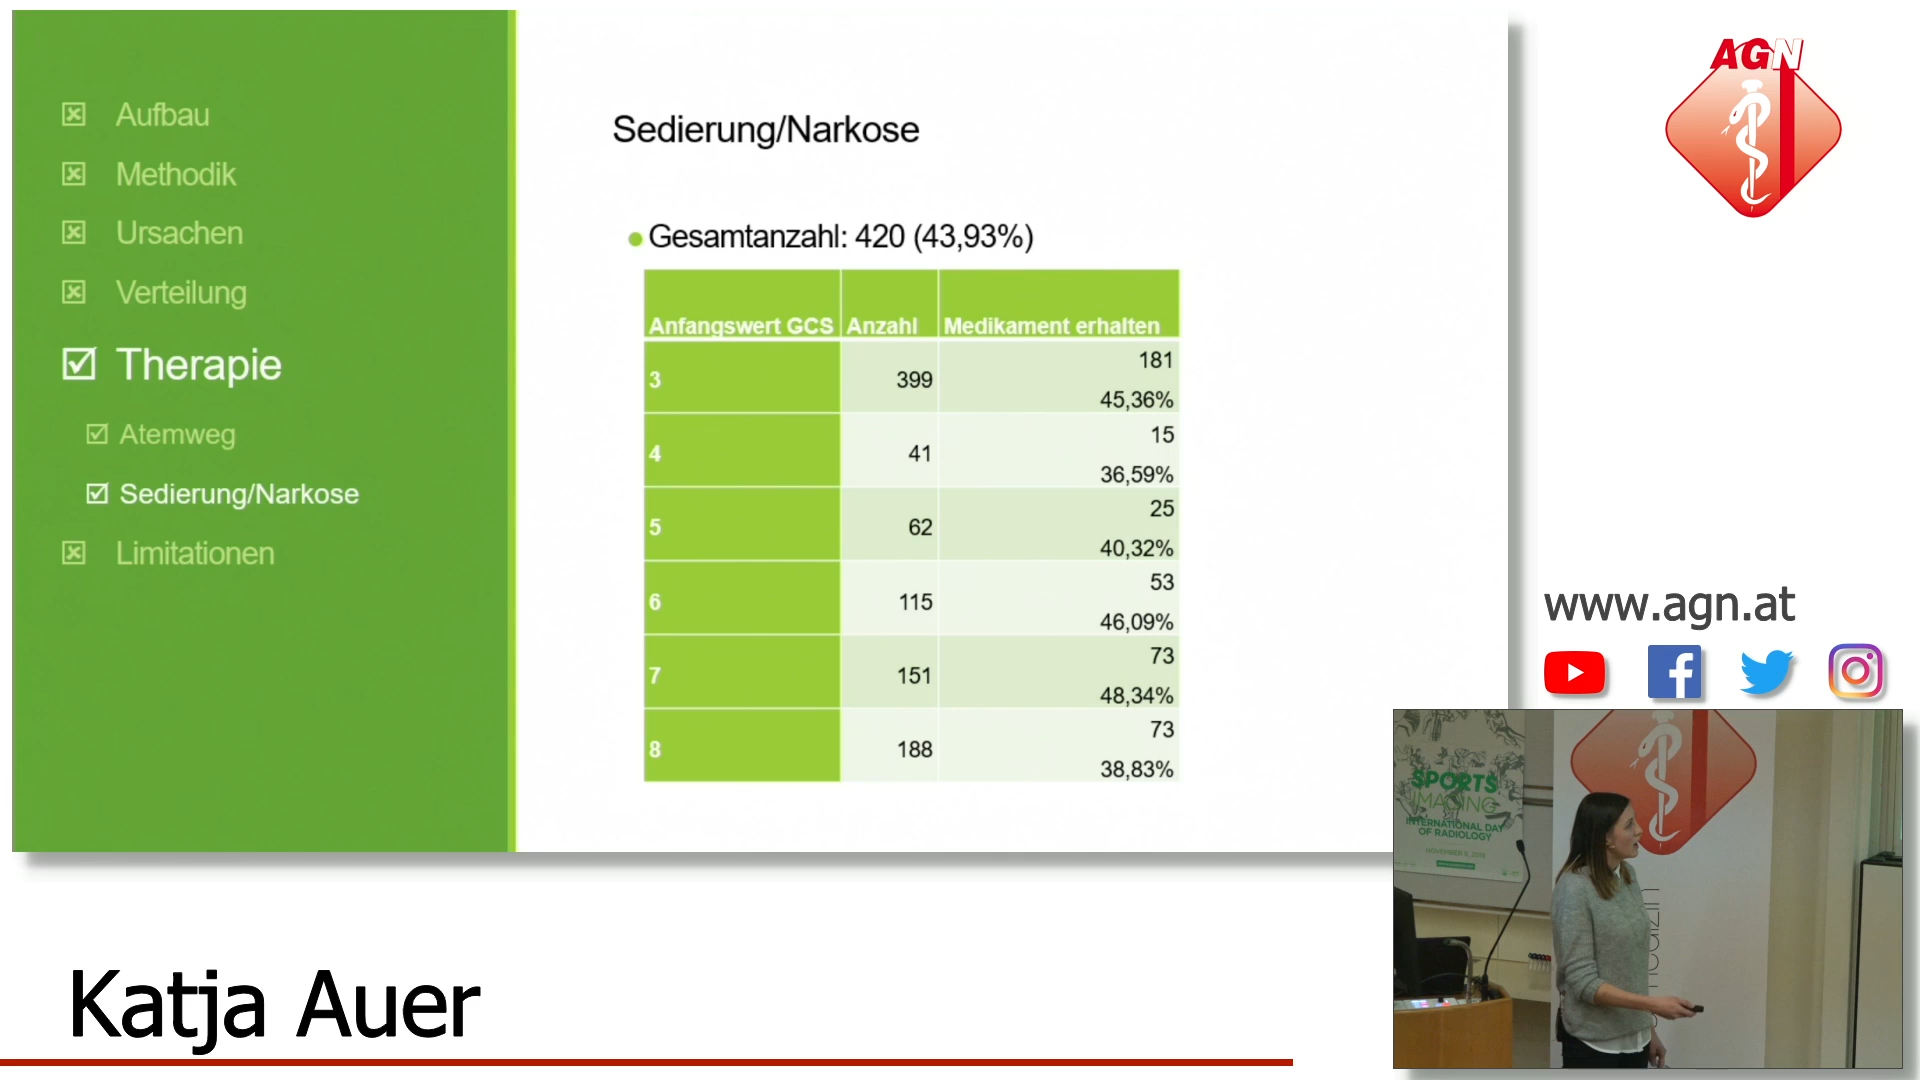 Aufbau
Methodik
Ursachen
Verteilung
Therapie
Atemweg
Sedierung/Narkose
Limitationen
Sedierung/Narkose
Gesamtanzahl: 420 (43,93%)
Anfangswert GCS Anzahl Medikament erhalten
3 399 181
45,36%
4 41 15
36,59%
5 62 25
40,32%
6 115 53
46,09%
7 151 73
48,34%
8 188 73
38,83%
AGN
www.agn.at
SPORTS
IMAGING
INTERNATIONAL DAY
OF RADIOLOGY
NOVEMBER 8, 2019
Katja Auer